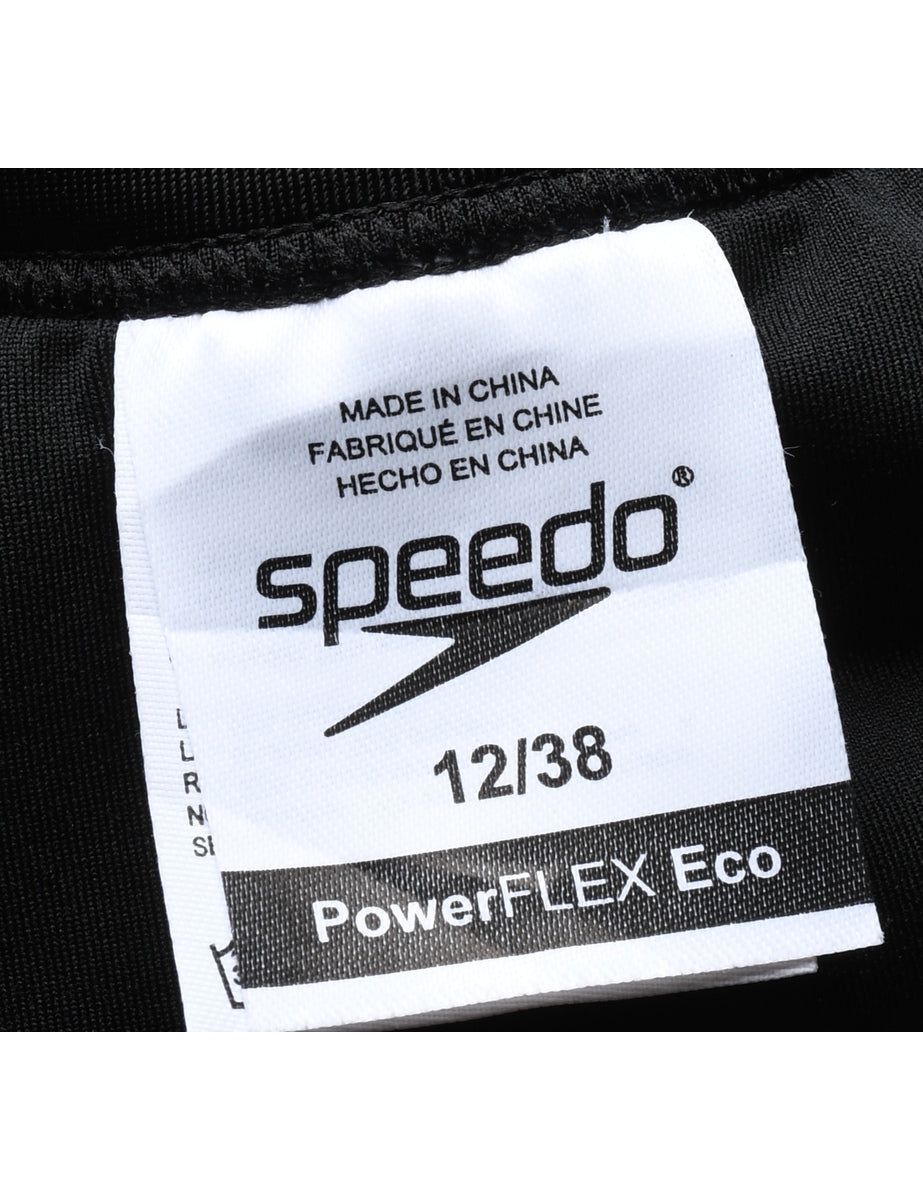 MADE IN CHINA
FABRIQUÉ EN CHINE
HECHO EN CHINA
speedo®
12/38
PowerFLEX Eco